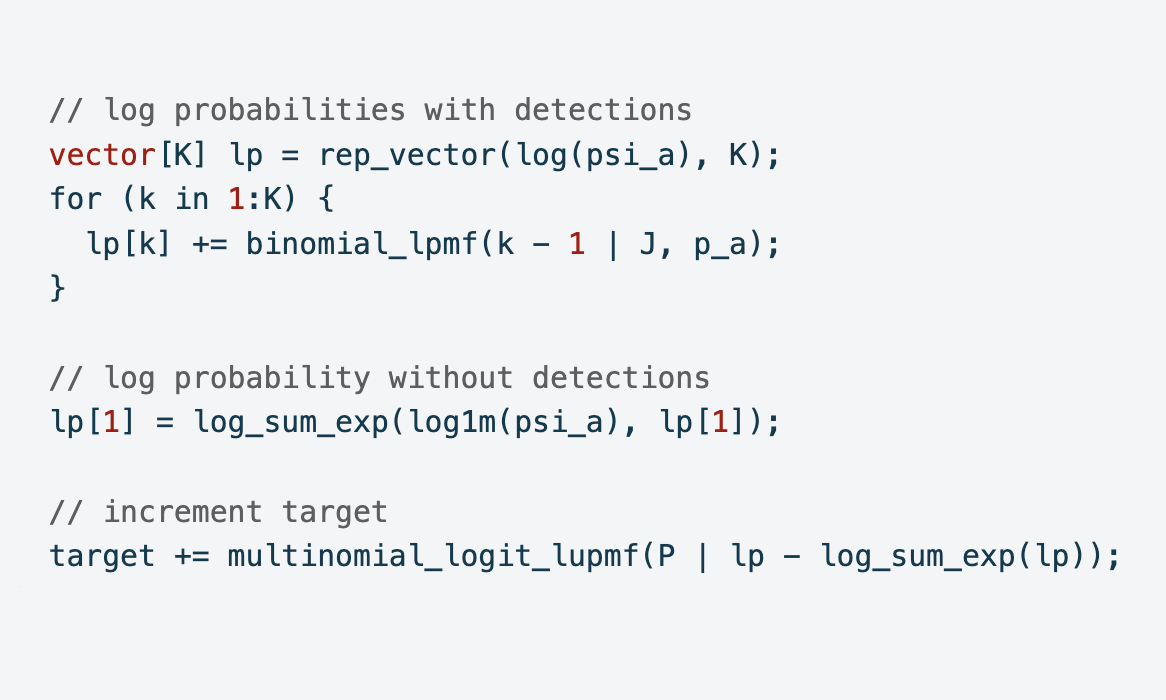 // log probabilities with detections
vector[K] lp = rep_vector(log(psi_a), K);
for (k in 1:K) {
  lp[k] += binomial_lpmf(k − 1 | J, p_a);
}
// log probability without detections
lp[1] = log_sum_exp(log1m(psi_a), lp[1]);
// increment target
target += multinomial_logit_lupmf(P | lp − log_sum_exp(lp));